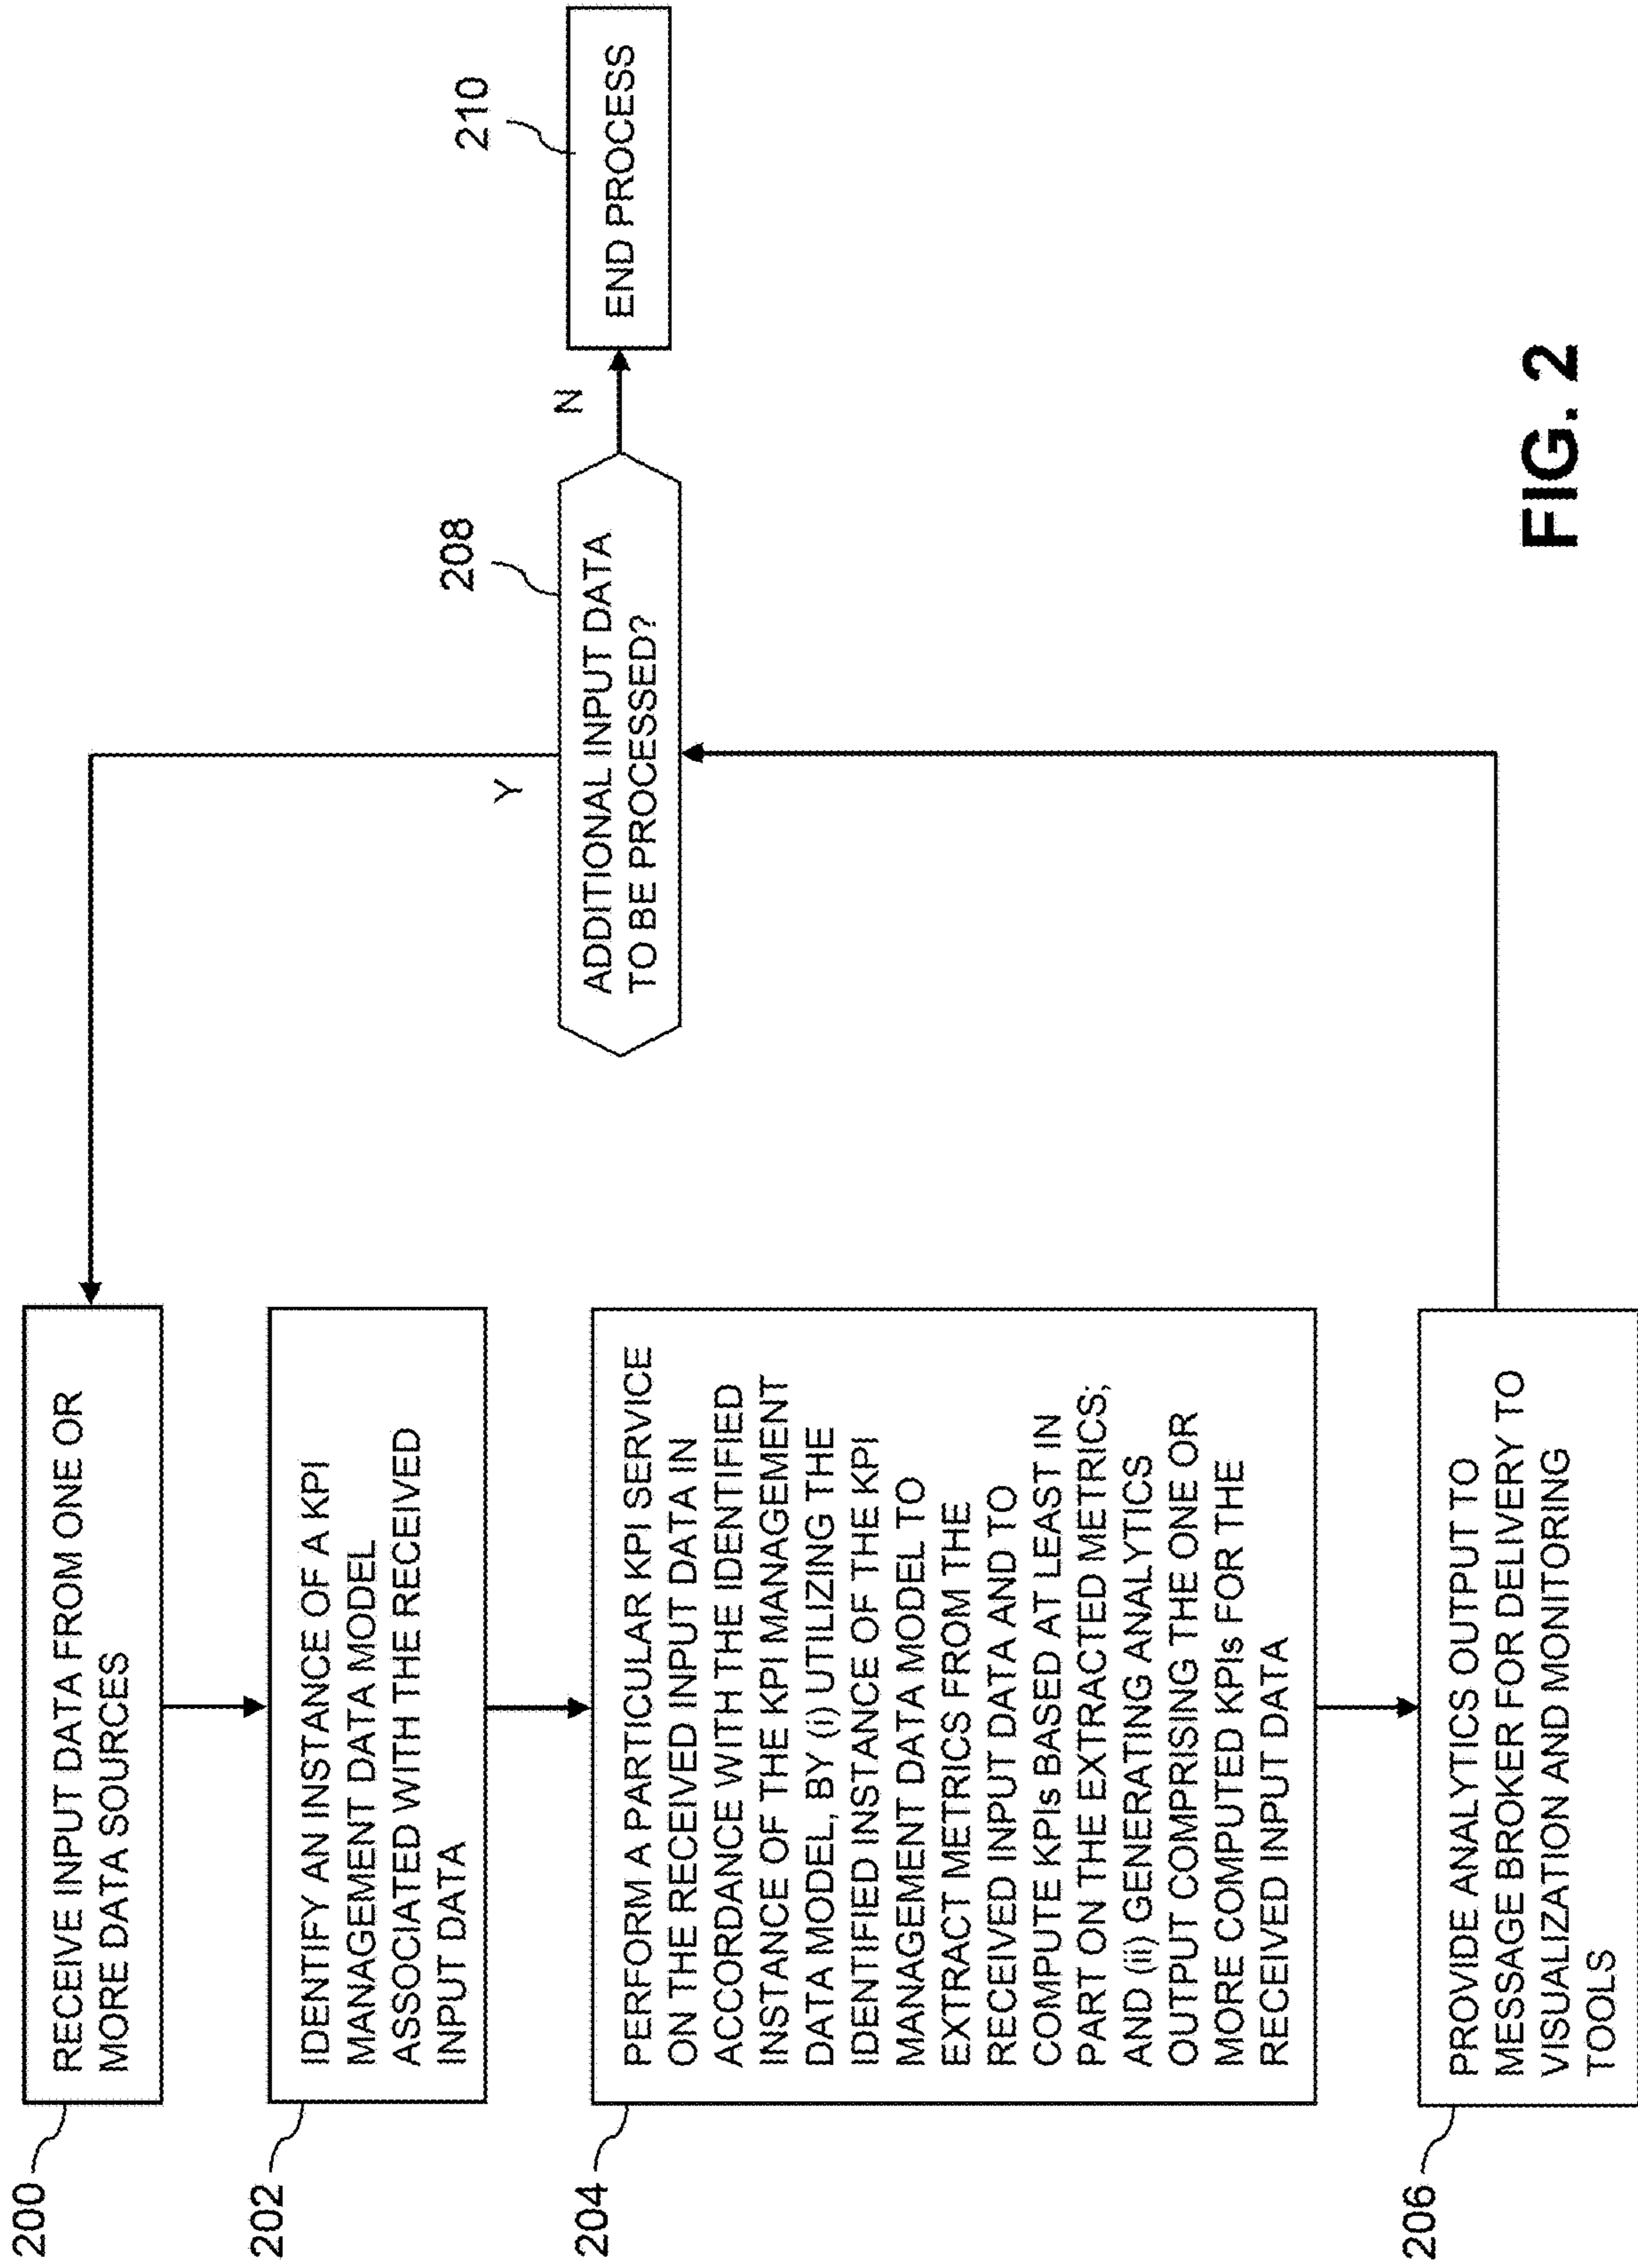 200
RECEIVE INPUT DATA FROM ONE OR
MORE DATA SOURCES
202
IDENTIFY AN INSTANCE OF A KPI
MANAGEMENT DATA MODEL
ASSOCIATED WITH THE RECEIVED
INPUT DATA
204
PERFORM A PARTICULAR KPI SERVICE
ON THE RECEIVED INPUT DATA IN
ACCORDANCE WITH THE IDENTIFIED
INSTANCE OF THE KPI MANAGEMENT
DATA MODEL, BY (i) UTILIZING THE
IDENTIFIED INSTANCE OF THE KPI
MANAGEMENT DATA MODEL TO
EXTRACT METRICS FROM THE
RECEIVED INPUT DATA AND TO
COMPUTE KPIs BASED AT LEAST IN
PART ON THE EXTRACTED METRICS;
AND (ii) GENERATING ANALYTICS
OUTPUT COMPRISING THE ONE OR
MORE COMPUTED KPIs FOR THE
RECEIVED INPUT DATA
206
PROVIDE ANALYTICS OUTPUT TO
MESSAGE BROKER FOR DELIVERY TO
VISUALIZATION AND MONITORING
TOOLS
208
ADDITIONAL INPUT DATA
TO BE PROCESSED?
Y
N
210
END PROCESS
FIG. 2